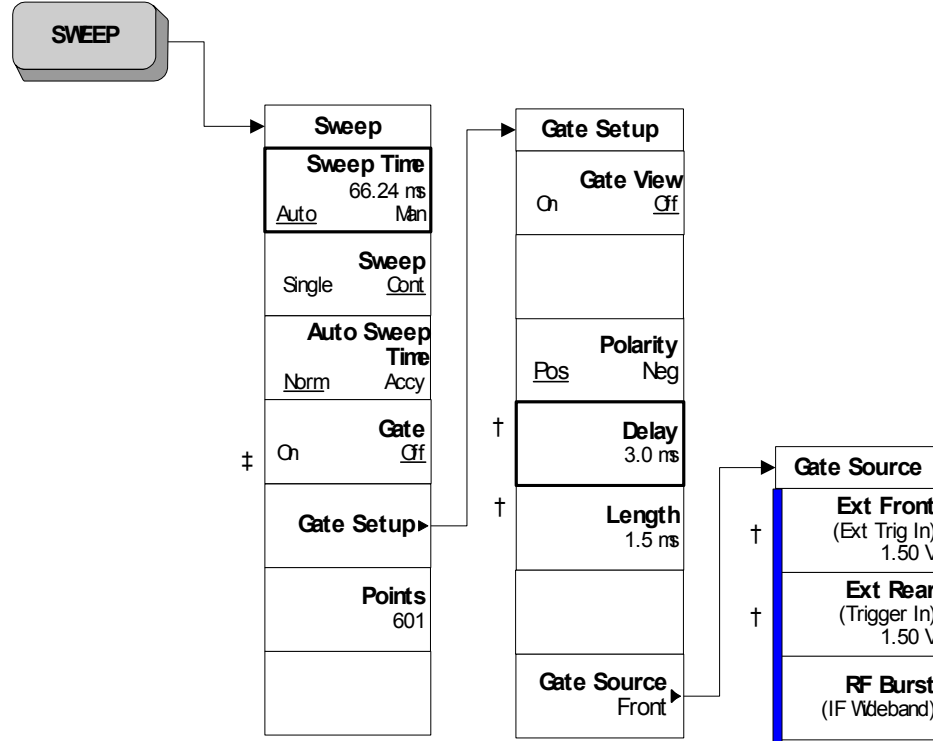 SWEEP
Sweep
Sweep Time
66.24 ms
Auto Man
Sweep
Single Cont
Auto Sweep
Time
Norm Accy
‡
Gate
On Off
Gate Setup
Points
601
Gate Setup
Gate View
On Off
Polarity
Pos Neg
†
Delay
3.0 ms
†
Length
1.5 ms
Gate Source
Front
Gate Source
†
Ext Front
(Ext Trig In)
1.50 V
†
Ext Rear
(Trigger In)
1.50 V
RF Burst
(IF Wideband)